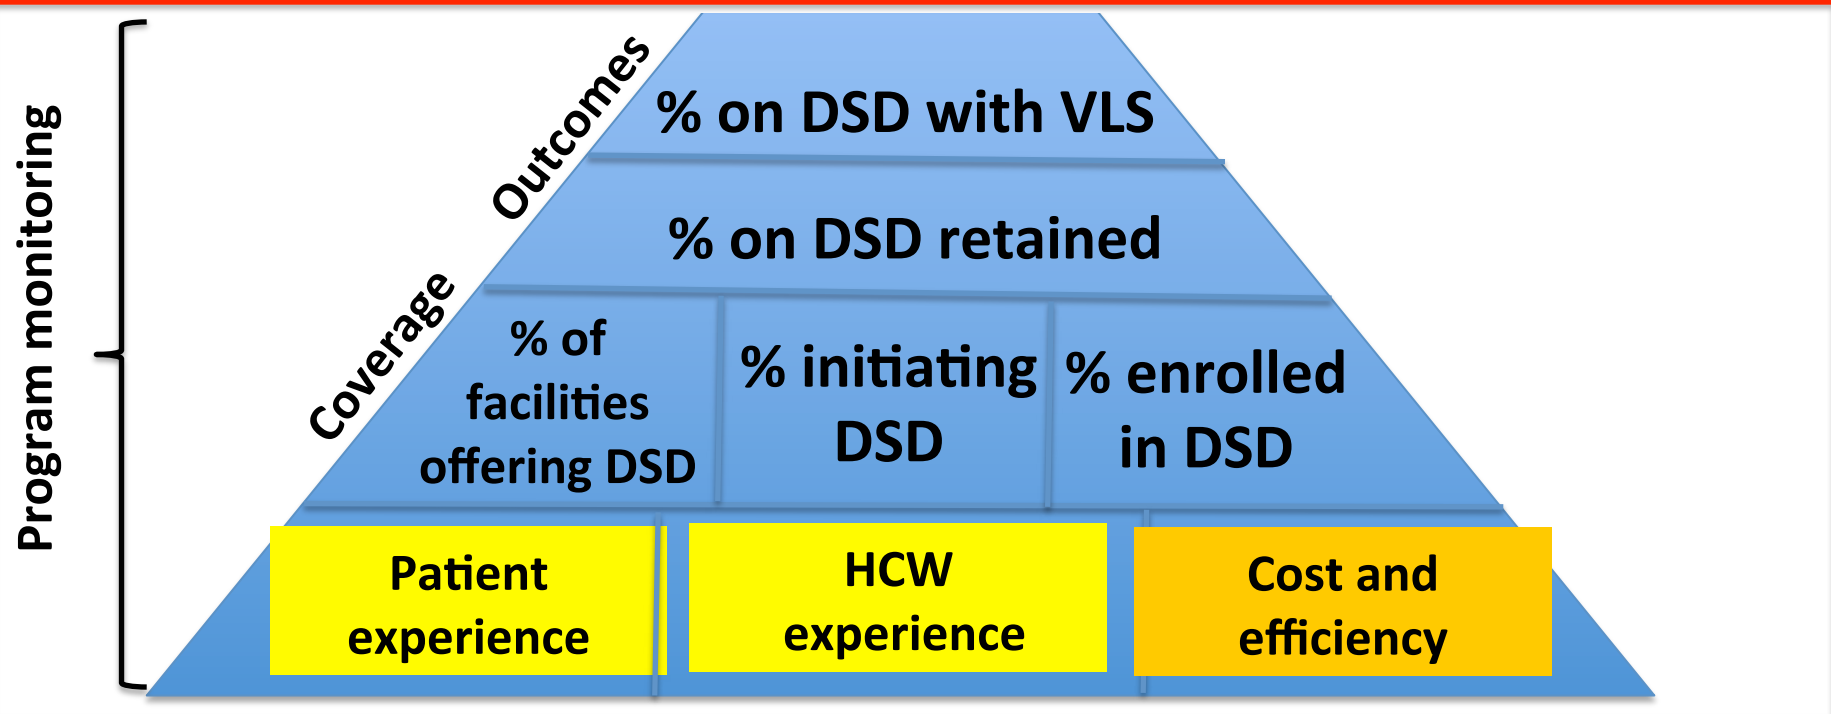 Program monitoring
Outcomes
Coverage
% on DSD with VLS
% on DSD retained
% of
facilities
offering DSD
% initiating
DSD
% enrolled
in DSD
Patient
experience
HCW
experience
Cost and
efficiency